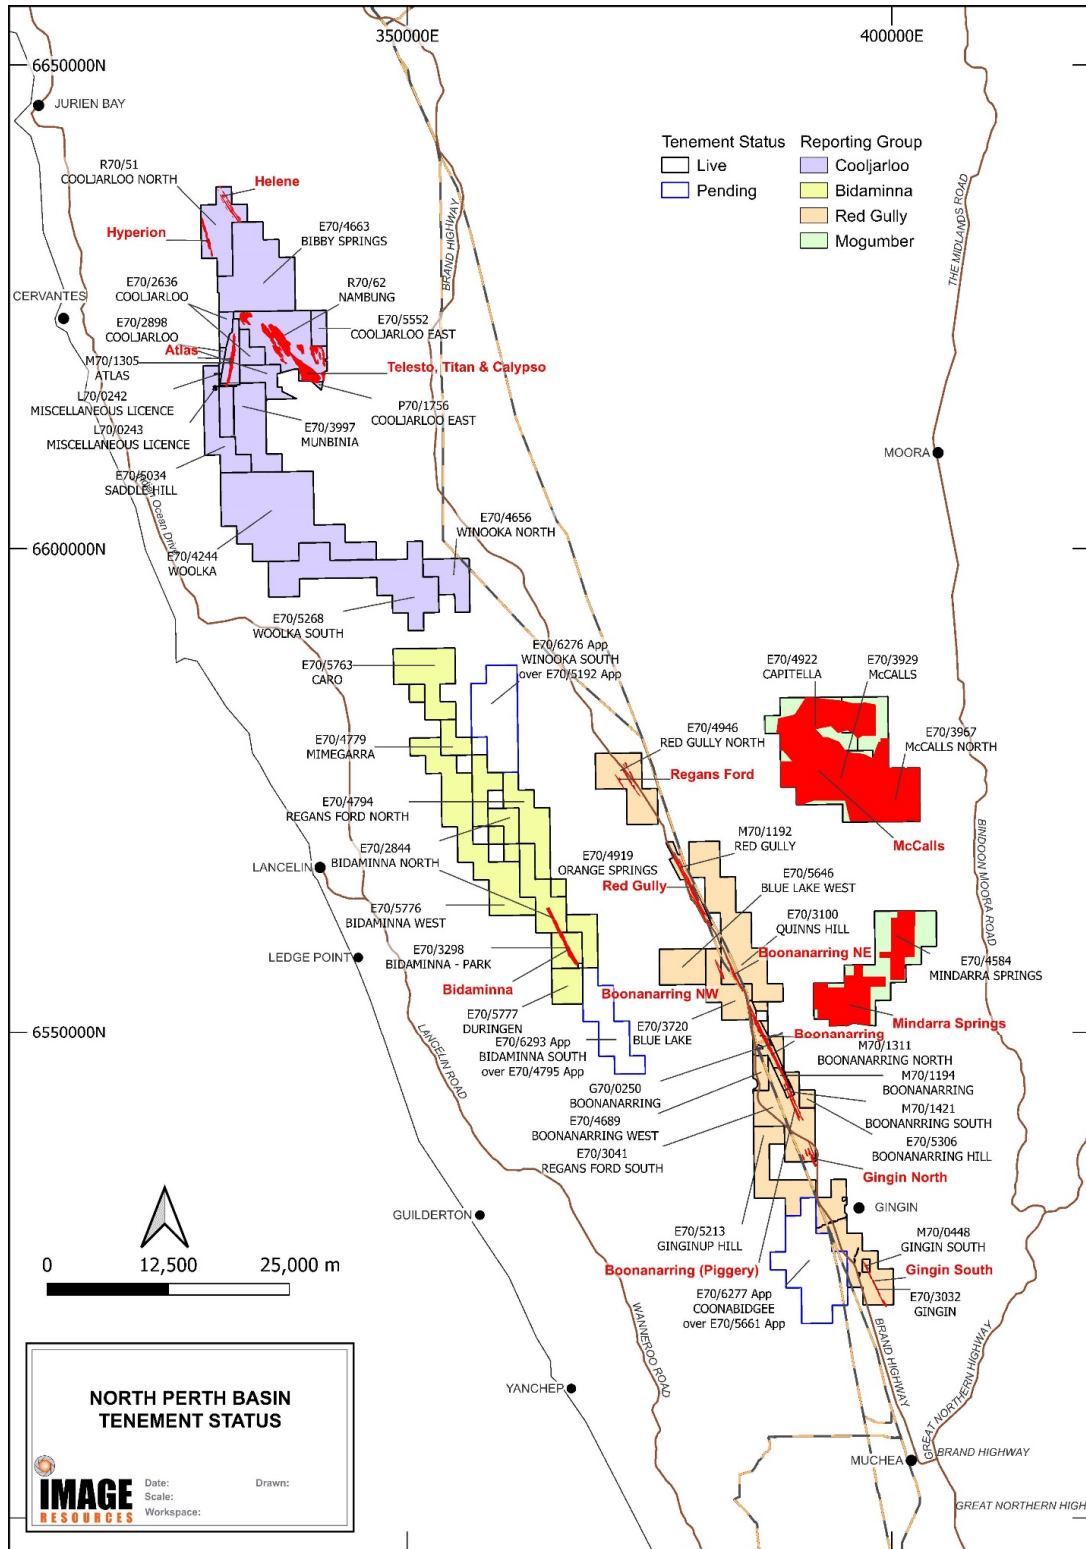 350000E
400000E
6650000N
JURIEN BAY
Tenement Status
Live
Pending
Reporting Group
Cooljarloo
Bidaminna
Red Gully
Mogumber
R70/51
COOLJARLOO NORTH
Helene
Hyperion
E70/4663
BIBBY SPRINGS
BRAND HIGHWAY
THE MIDLANDS ROAD
E70/2636
COOLJARLOO
R70/62
NAMBUNG
CERVANTES
E70/2898
COOLJARLOO
E70/5552
COOLJARLOO EAST
Atlas
M70/1305
ATLAS
Telesto, Titan & Calypso
L70/0242
MISCELLANEOUS LICENCE
P70/1756
COOLJARLOO EAST
L70/0243
MISCELLANEOUS LICENCE
E70/3997
MUNBINIA
MOORA
E70/5034
SADDLE HILL
Indian Ocean Drive
E70/4656
WINOOKA NORTH
6600000N
E70/4244
WOOLKA
E70/5268
WOOLKA SOUTH
E70/6276 App
WINOOKA SOUTH
over E70/5192 App
E70/5763
CARO
E70/4922
CAPITELLA
E70/3929
McCALLS
E70/4779
MIMEGARRA
E70/4946
RED GULLY NORTH
E70/3967
McCALLS NORTH
Regans Ford
E70/4794
REGANS FORD NORTH
McCalls
M70/1192
RED GULLY
E70/2844
BIDAMINNA NORTH
E70/4919
ORANGE SPRINGS
BINDOON MOORA ROAD
LANCELIN
Red Gully
E70/5646
BLUE LAKE WEST
E70/5776
BIDAMINNA WEST
E70/3100
QUINNS HILL
E70/3298
BIDAMINNA - PARK
Boonanarring NE
LEDGE POINT
E70/4584
MINDARRA SPRINGS
Bidaminna
Boonanarring NW
E70/5777
DURINGEN
E70/3720
BLUE LAKE
Mindarra Springs
Boonanarring
E70/6293 App
BIDAMINNA SOUTH
over E70/4795 App
M70/1311
BOONANARRING NORTH
LANCELIN ROAD
G70/0250
BOONANARRING
M70/1194
BOONANARRING
E70/4689
BOONANARRING WEST
M70/1421
BOONANRRING SOUTH
E70/3041
REGANS FORD SOUTH
E70/5306
BOONANARRING HILL
6550000N
Gingin North
GUILDERTON
GINGIN
E70/5213
GINGINUP HILL
M70/0448
GINGIN SOUTH
0
12,500
25,000 m
Boonanarring (Piggery)
Gingin South
E70/6277 App
COONABIDGEE
over E70/5661 App
E70/3032
GINGIN
WANNEROO ROAD
BRAND HIGHWAY
GREAT NORTHERN HIGHWAY
YANCHEP
MUCHEA
BRAND HIGHWAY
GREAT NORTHERN HIGH
NORTH PERTH BASIN
TENEMENT STATUS
IMAGE
RESOURCES
Date:
Drawn:
Scale:
Workspace: